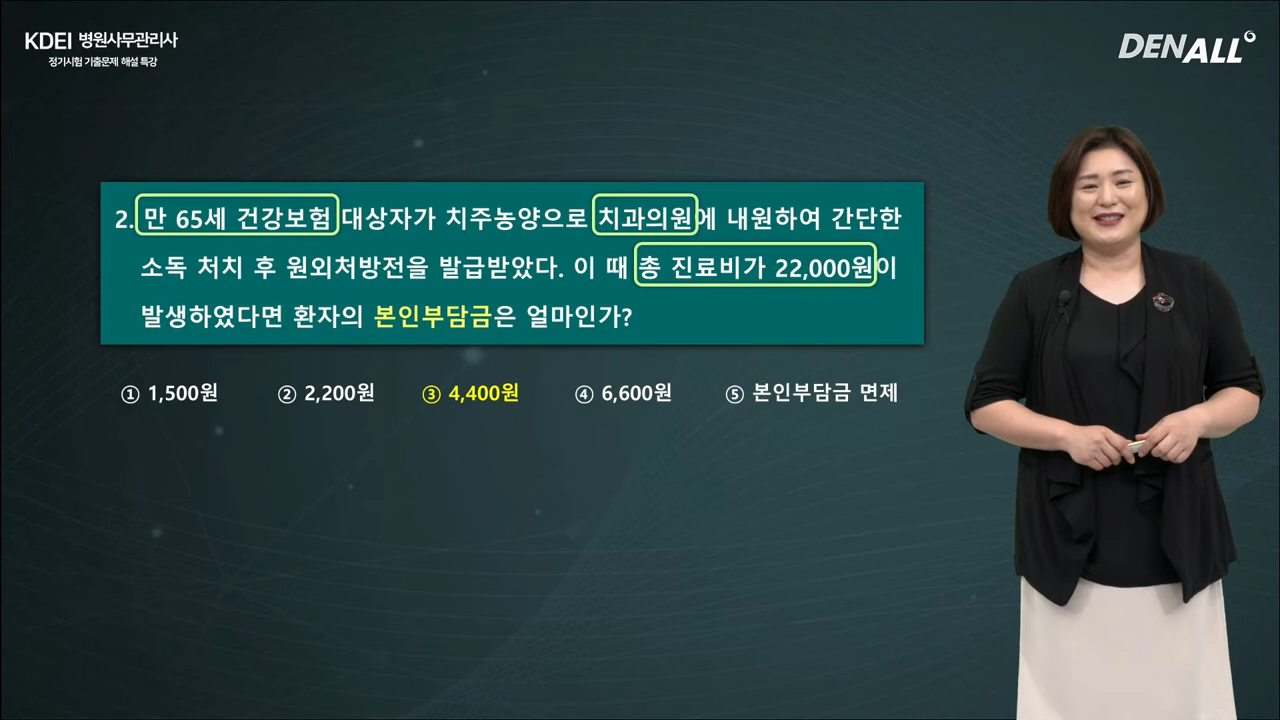 KDEI 병원사무관리사
정기시험 기출문제 해설 특강
DENALL
2. 만 65세 건강보험 대상자가 치주농양으로 치과의원에 내원하여 간단한
소독 처치 후 원외처방전을 발급받았다. 이 때 총 진료비가 22,000원이
발생하였다면 환자의 본인부담금은 얼마인가?
① 1,500원 ② 2,200원 ③ 4,400원 ④ 6,600원 ⑤ 본인부담금 면제